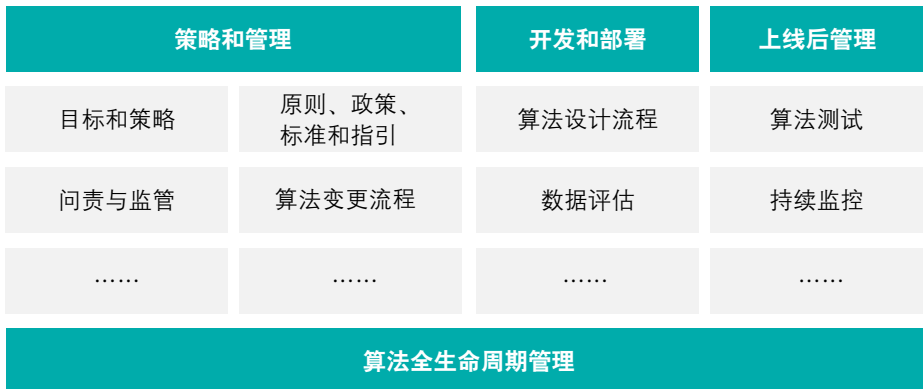 策略和管理
开发和部署
上线后管理
目标和策略
原则、政策、
标准和指引
算法设计流程
算法测试
问责与监管
算法变更流程
数据评估
持续监控
……
……
……
……
算法全生命周期管理